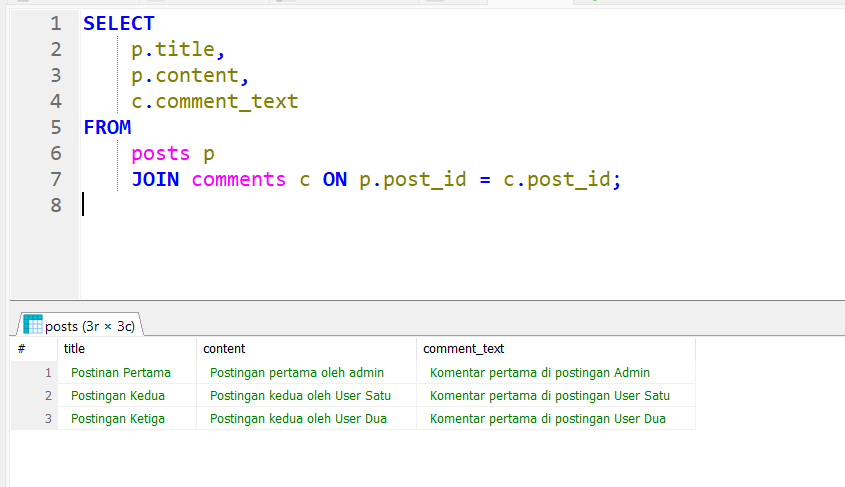 1 SELECT
2 p.title,
3 p.content,
4 c.comment_text
5 FROM
6 posts p
7 JOIN comments c ON p.post_id = c.post_id;
8
posts (3r × 3c)
# title content comment_text
1 Postinan Pertama Postingan pertama oleh admin Komentar pertama di postingan Admin
2 Postingan Kedua Postingan kedua oleh User Satu Komentar pertama di postingan User Satu
3 Postingan Ketiga Postingan kedua oleh User Dua Komentar pertama di postingan User Dua